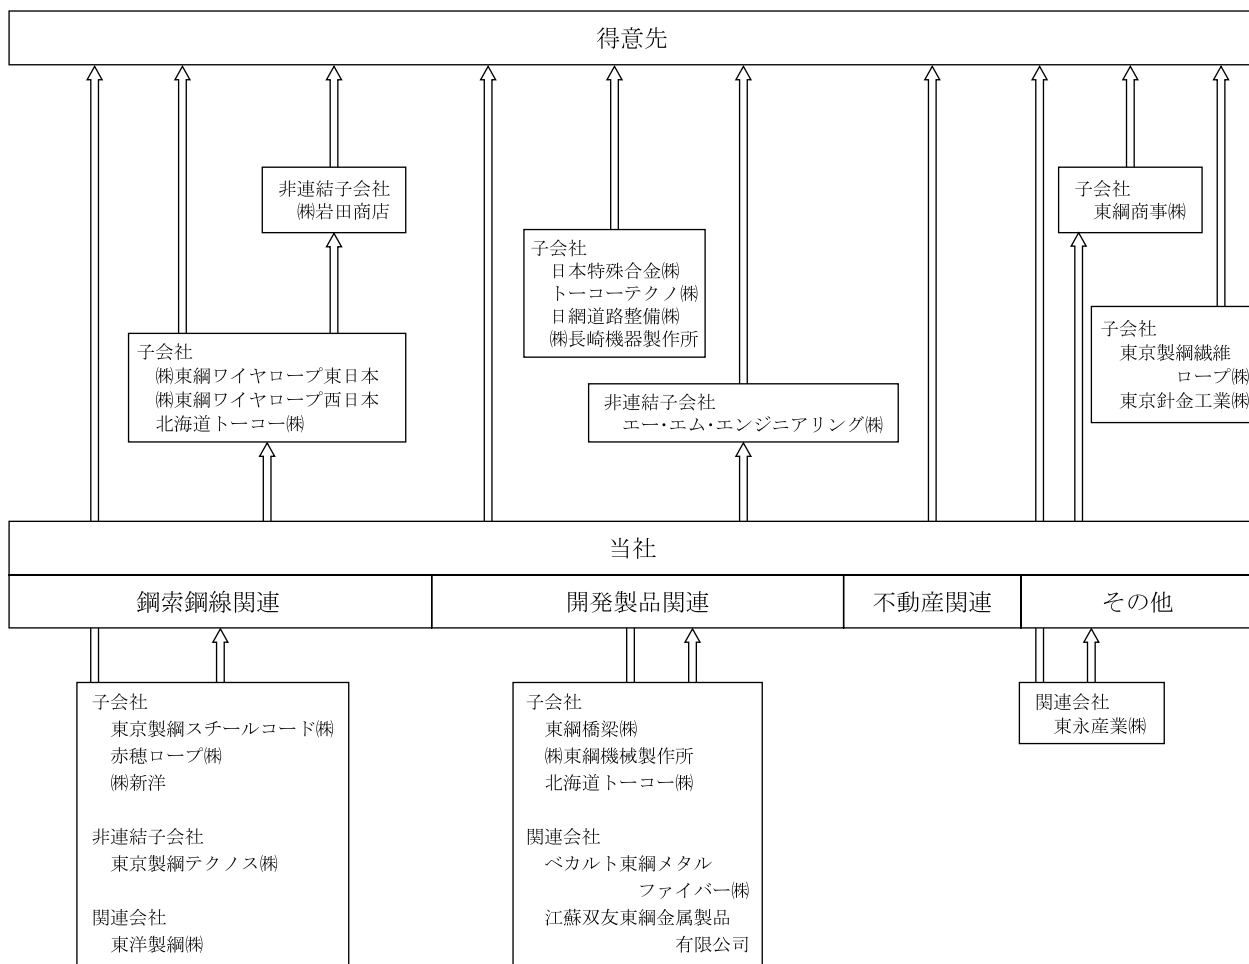 得意先
非連結子会社
㈱岩田商店
子会社
㈱東綱ワイヤロープ東日本
㈱東綱ワイヤロープ西日本
北海道トーコー㈱
子会社
日本特殊合金㈱
トーコーテクノ㈱
日綱道路整備㈱
㈱長崎機器製作所
非連結子会社
エー・エム・エンジニアリング㈱
子会社
東綱商事㈱
子会社
東京製綱繊維
ロープ㈱
東京針金工業㈱
当社
鋼索鋼線関連
開発製品関連
不動産関連
その他
子会社
東京製綱スチールコード㈱
赤穂ロープ㈱
㈱新洋
非連結子会社
東京製綱テクノス㈱
関連会社
東洋製綱㈱
子会社
東綱橋梁㈱
㈱東綱機械製作所
北海道トーコー㈱
関連会社
ベカルト東綱メタル
ファイバー㈱
江蘇双友東綱金属製品
有限公司
関連会社
東永産業㈱